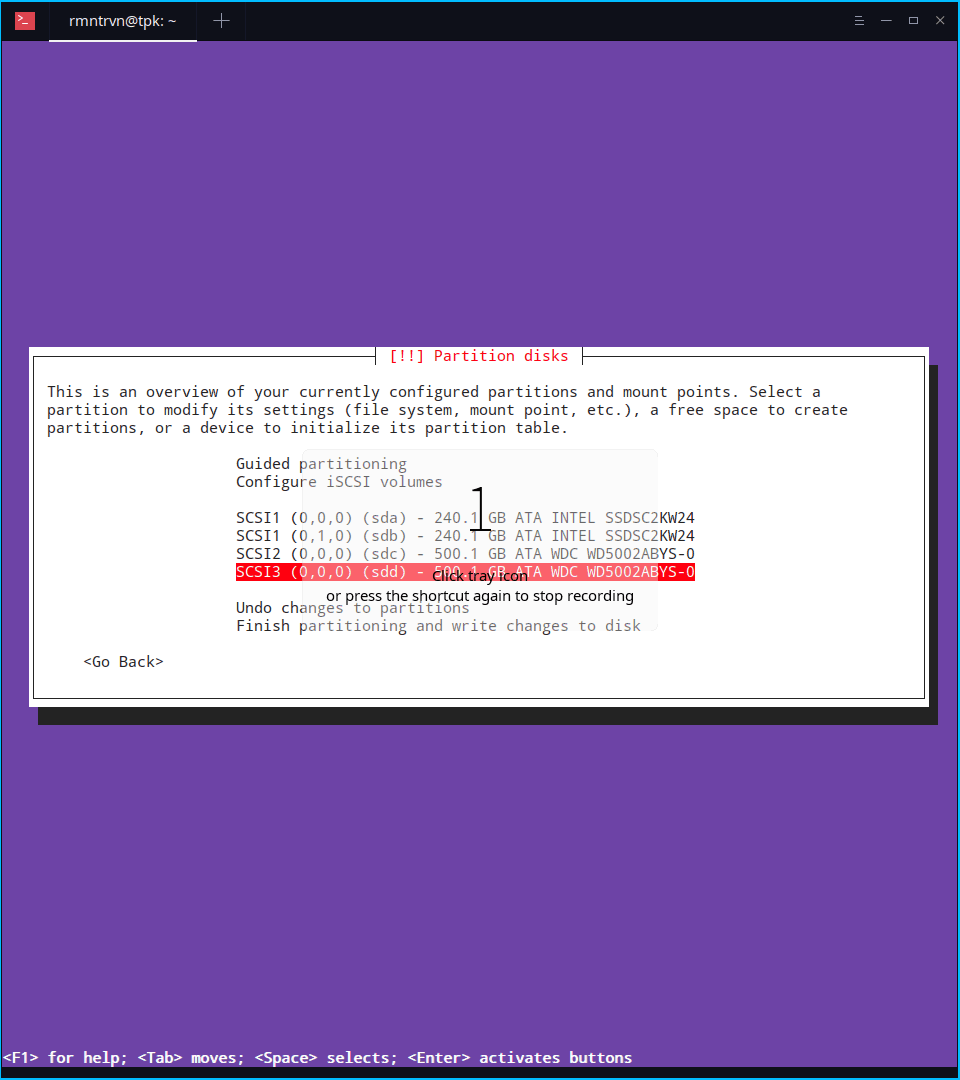 rmntrvn@tpk: ~
[!!] Partition disks
This is an overview of your currently configured partitions and mount points. Select a
partition to modify its settings (file system, mount point, etc.), a free space to create
partitions, or a device to initialize its partition table.
Guided partitioning
Configure iSCSI volumes
1
SCSI1 (0,0,0) (sda) - 240.1 GB ATA INTEL SSDSC2KW24
SCSI1 (0,1,0) (sdb) - 240.1 GB ATA INTEL SSDSC2KW24
SCSI2 (0,0,0) (sdc) - 500.1 GB ATA WDC WD5002ABYS-0
SCSI3 (0,0,0) (sdd) - 500.1 GB ATA WDC WD5002ABYS-0
Click tray icon
or press the shortcut again to stop recording
Undo changes to partitions
Finish partitioning and write changes to disk
<Go Back>
<F1> for help; <Tab> moves; <Space> selects; <Enter> activates buttons